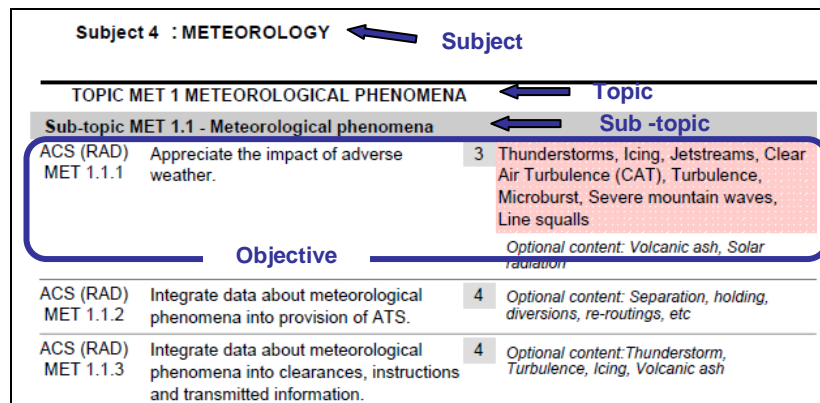 Subject 4 : METEOROLOGY
Subject
TOPIC MET 1 METEOROLOGICAL PHENOMENA
Topic
Sub-topic MET 1.1 - Meteorological phenomena
Sub -topic
ACS (RAD) Appreciate the impact of adverse 3 Thunderstorms, Icing, Jetstreams, Clear
MET 1.1.1 weather. Air Turbulence (CAT), Turbulence,
Microburst, Severe mountain waves,
Line squalls
Optional content: Volcanic ash, Solar
radiation
Objective
ACS (RAD) Integrate data about meteorological 4 Optional content: Separation, holding,
MET 1.1.2 phenomena into provision of ATS. diversions, re-routings, etc
ACS (RAD) Integrate data about meteorological 4 Optional content:Thunderstorm,
MET 1.1.3 phenomena into clearances, instructions Turbulence, Icing, Volcanic ash
and transmitted information.